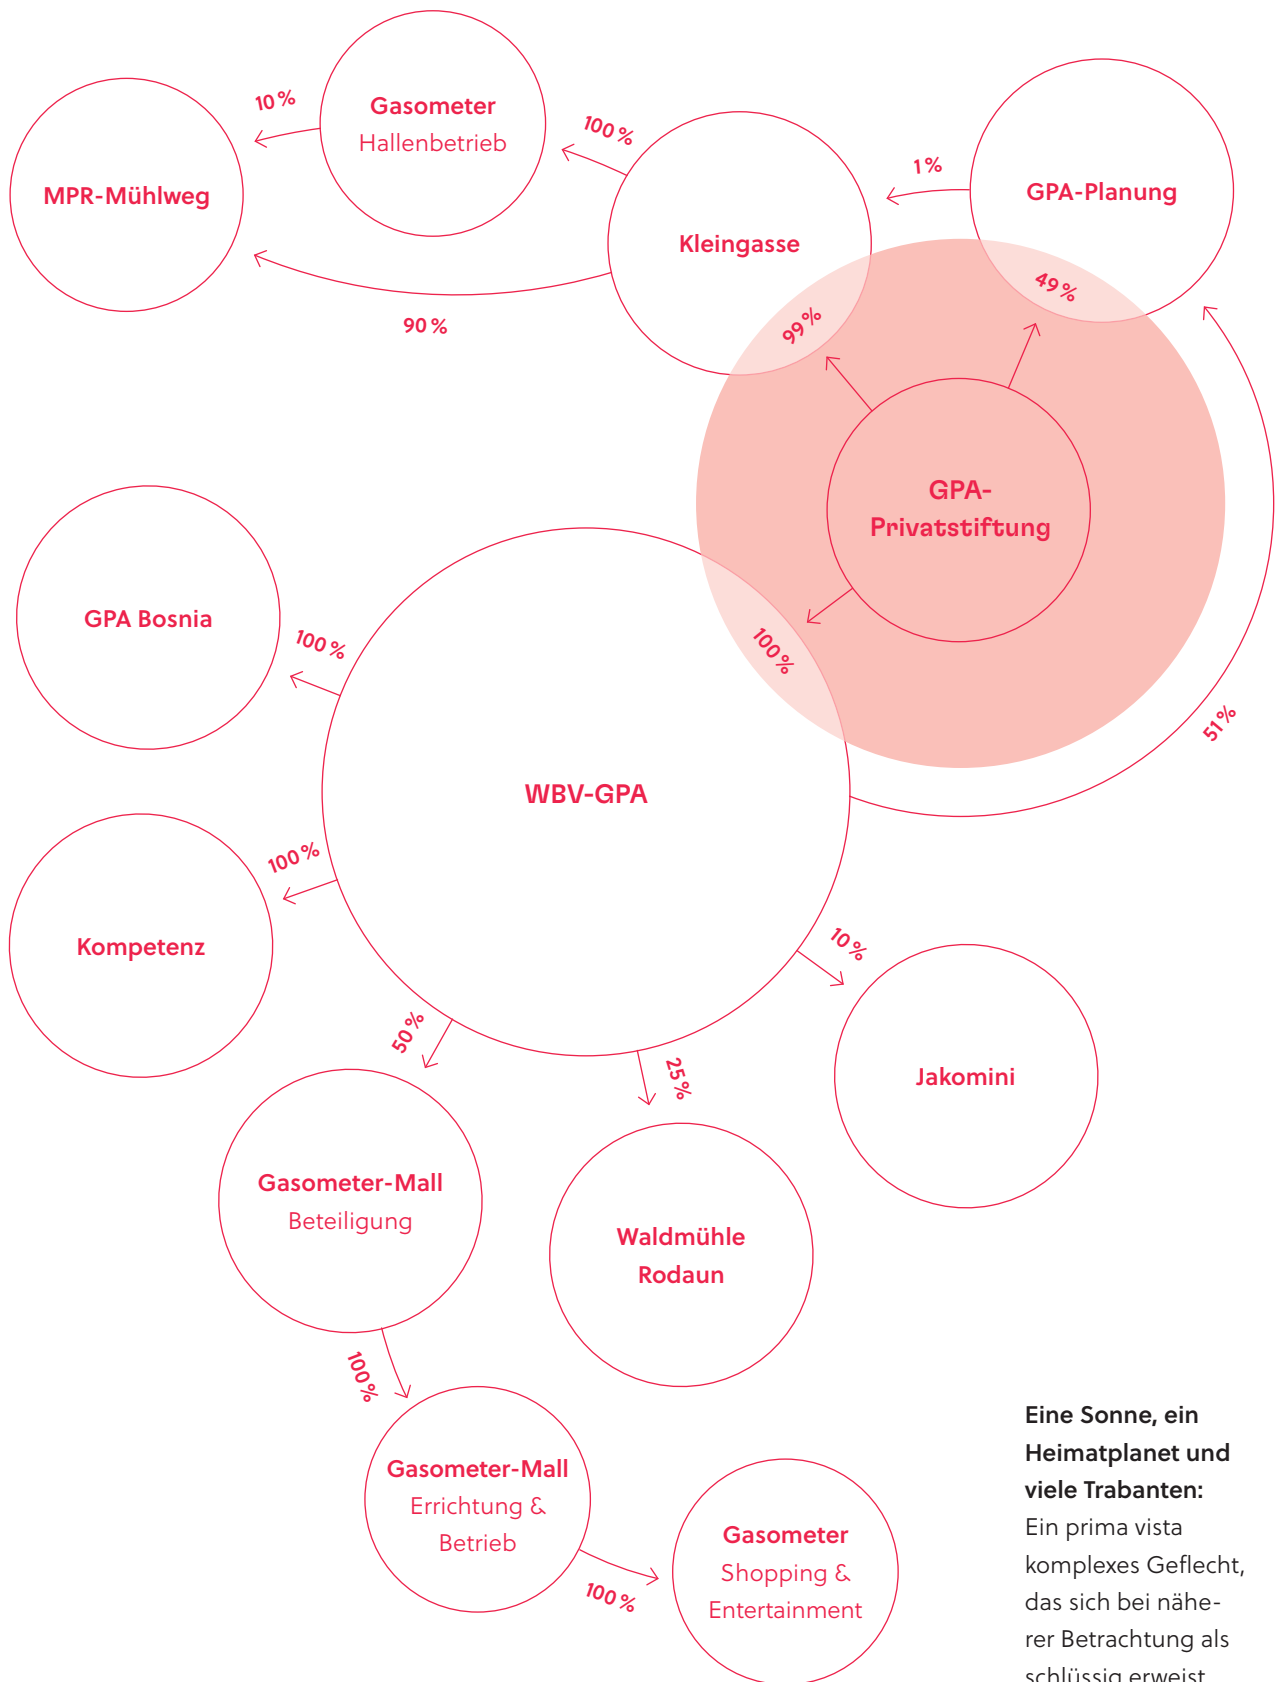 10 %
Gasometer
Hallenbetrieb
100 %
MPR-Mühlweg
1 %
GPA-Planung
Kleingasse
49 %
99 %
90 %
GPA-
Privatstiftung
GPA Bosnia
100 %
100 %
51 %
WBV-GPA
100 %
Kompetenz
10 %
50 %
25 %
Jakomini
Gasometer-Mall
Beteiligung
Waldmühle
Rodaun
100 %
Gasometer-Mall
Errichtung &
Betrieb
100 %
Gasometer
Shopping &
Entertainment
Eine Sonne, ein
Heimatplanet und
viele Trabanten:
Ein prima vista
komplexes Geflecht,
das sich bei nähe-
rer Betrachtung als
schlüssig erweist